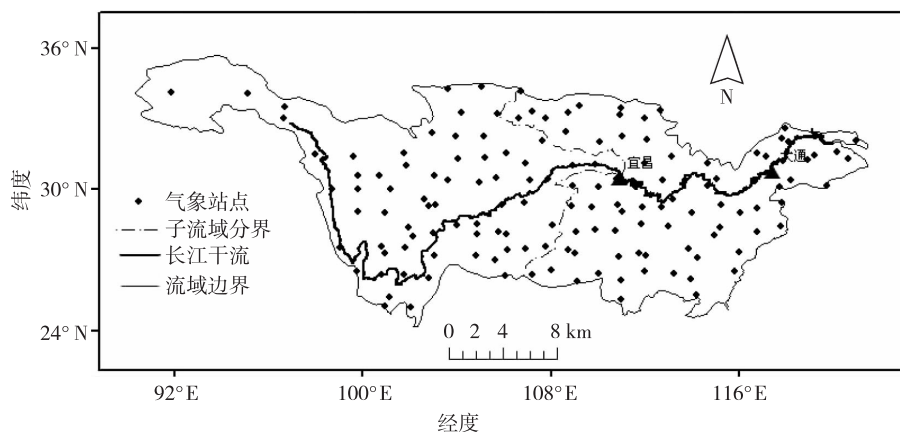 36° N
N
宜昌
大通
纬度
30° N
气象站点
子流域分界
长江干流
流域边界
24° N
0 2 4 8 km
92°E 100°E 108°E 116°E
经度